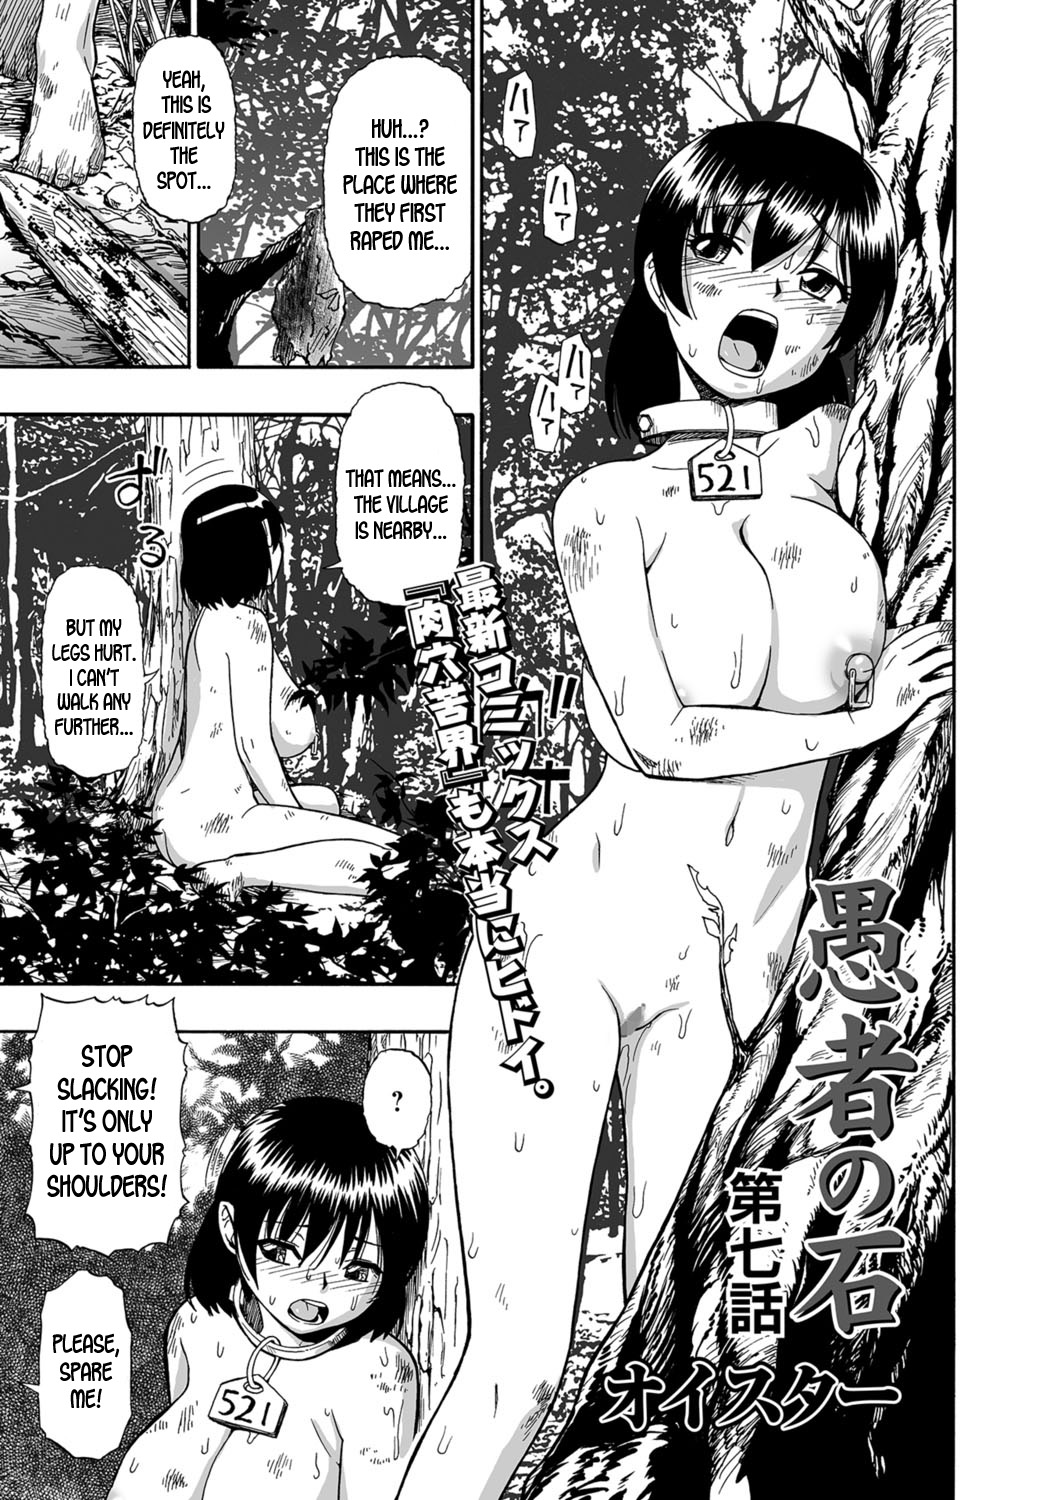 ハァ
ハァ
ハァ
ハァ
HUH...?
THIS IS THE
PLACE WHERE
THEY FIRST
RAPED ME...
YEAH,
THIS IS
DEFINITELY
THE
SPOT...
521
THAT MEANS...
THE VILLAGE
IS NEARBY...
ずる
BUT MY
LEGS HURT.
I CAN'T
WALK ANY
FURTHER...
最新コミックス
『肉穴苦界』も本当にヒドイ。
愚者の石
第七話
オイスター
?
STOP
SLACKING!
IT'S ONLY
UP TO YOUR
SHOULDERS!
PLEASE,
SPARE
ME!
521